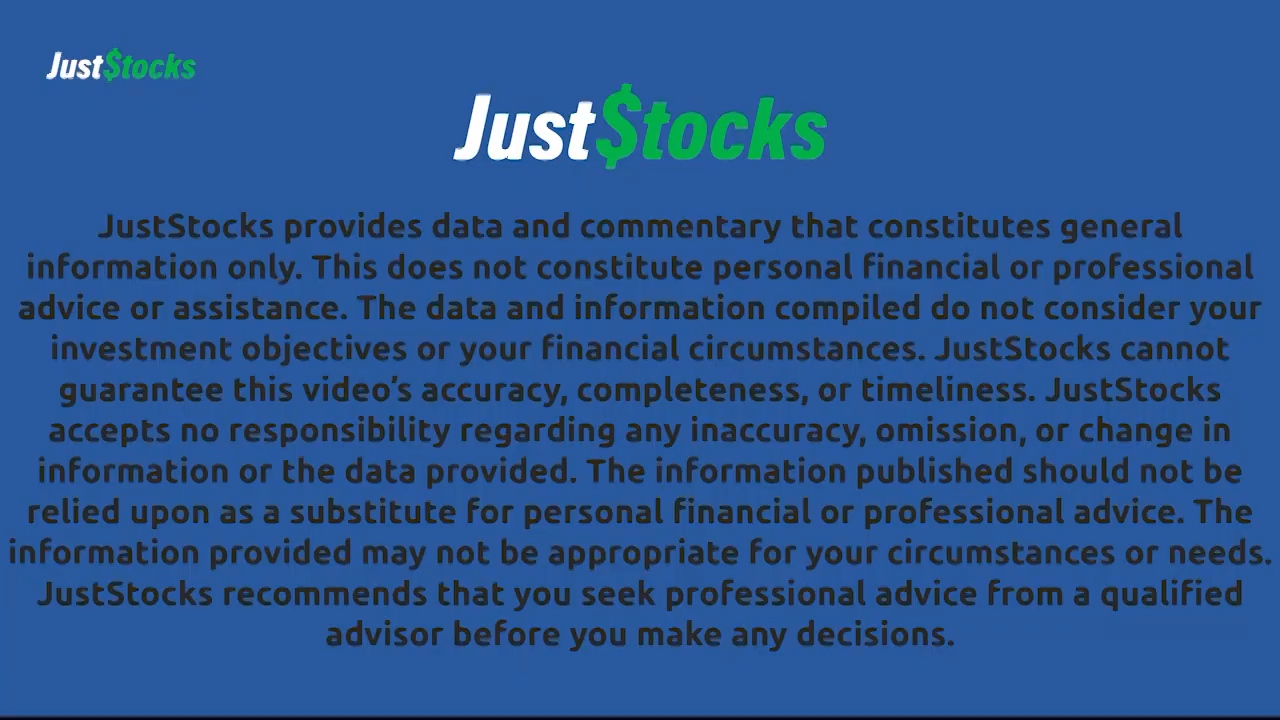 Just$tocks
Just$tocks
JustStocks provides data and commentary that constitutes general
information only. This does not constitute personal financial or professional
advice or assistance. The data and information compiled do not consider your
investment objectives or your financial circumstances. JustStocks cannot
guarantee this video’s accuracy, completeness, or timeliness. JustStocks
accepts no responsibility regarding any inaccuracy, omission, or change in
information or the data provided. The information published should not be
relied upon as a substitute for personal financial or professional advice. The
information provided may not be appropriate for your circumstances or needs.
JustStocks recommends that you seek professional advice from a qualified
advisor before you make any decisions.